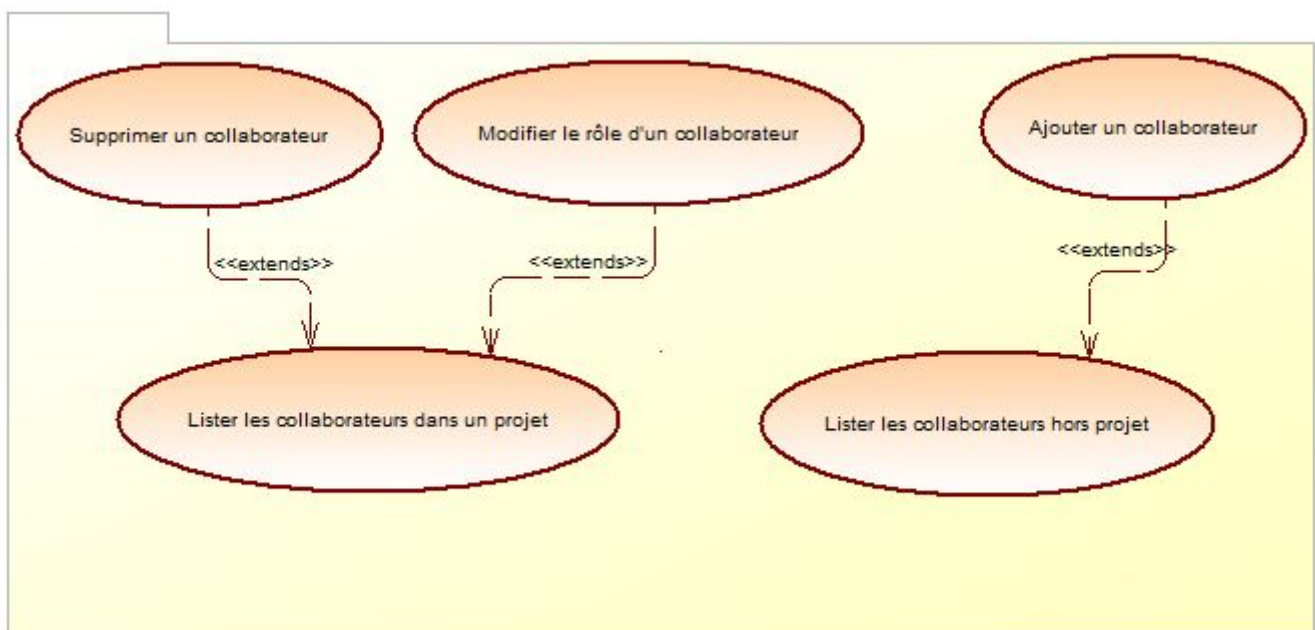 Supprimer un collaborateur
Modifier le rôle d'un collaborateur
Ajouter un collaborateur
<<extends>>
<<extends>>
<<extends>>
Lister les collaborateurs dans un projet
Lister les collaborateurs hors projet